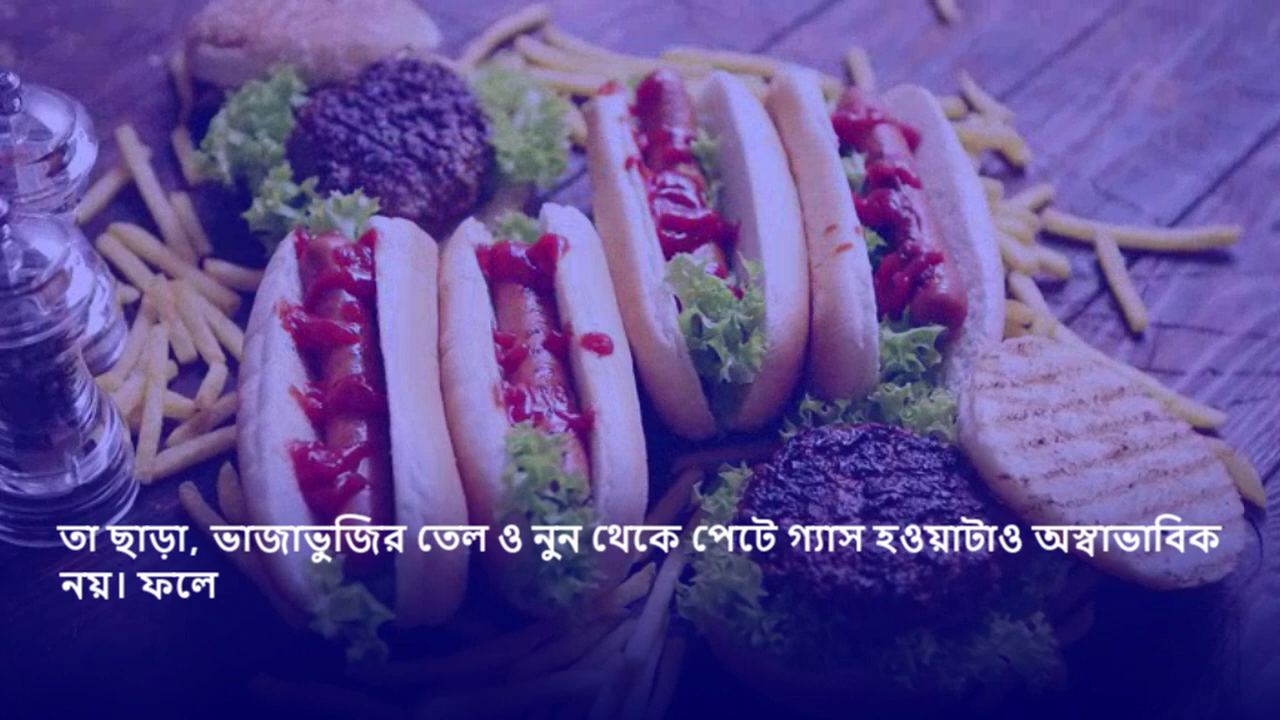 তা ছাড়া, ভাজাভুজির তেল ও নুন থেকে পেটে গ্যাস হওয়াটাও অস্বাভাবিক
নয়। ফলে